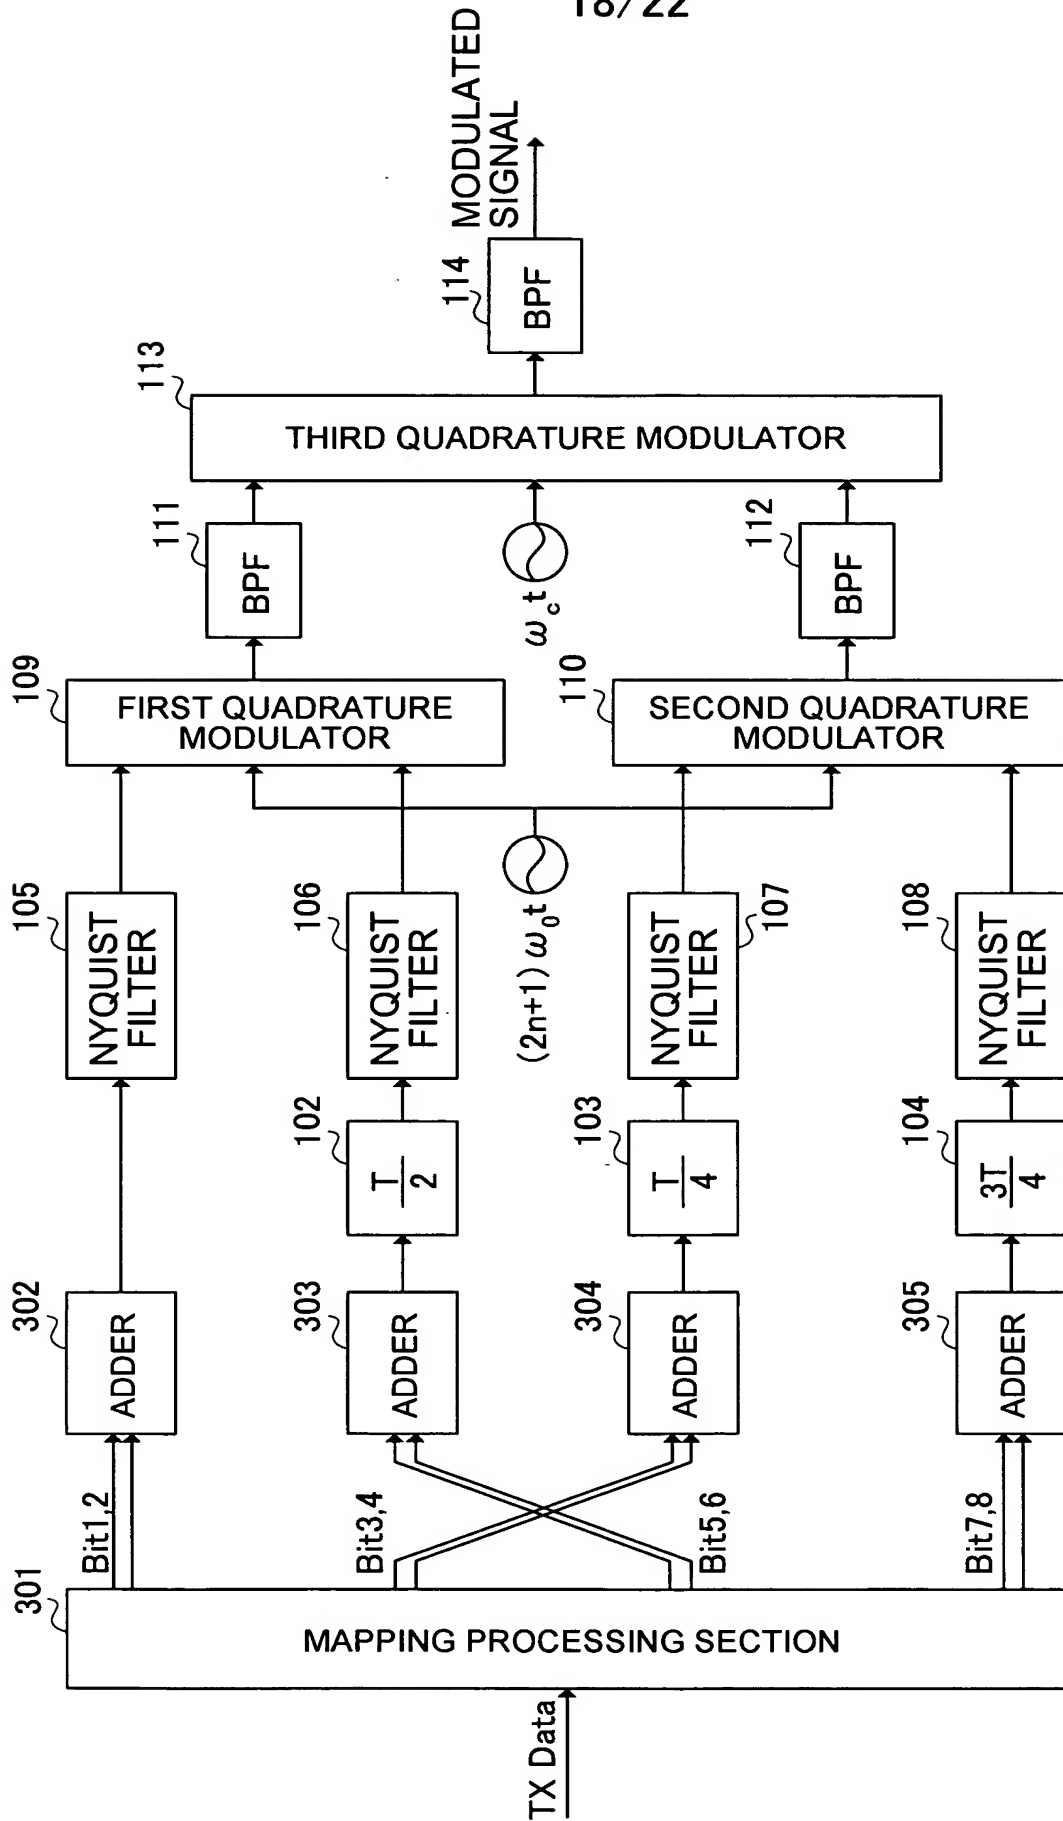 18/22
TX Data
301
MAPPING PROCESSING SECTION
Bit1,2
Bit3,4
Bit5,6
Bit7,8
302
ADDER
303
ADDER
304
ADDER
305
ADDER
102
T
2
103
T
4
104
3T
4
105
NYQUIST
FILTER
106
NYQUIST
FILTER
107
NYQUIST
FILTER
108
NYQUIST
FILTER
(2n+1)ω₀t
109
FIRST QUADRATURE
MODULATOR
110
SECOND QUADRATURE
MODULATOR
111
BPF
112
BPF
ω_c t
113
THIRD QUADRATURE MODULATOR
114
BPF
MODULATED
SIGNAL